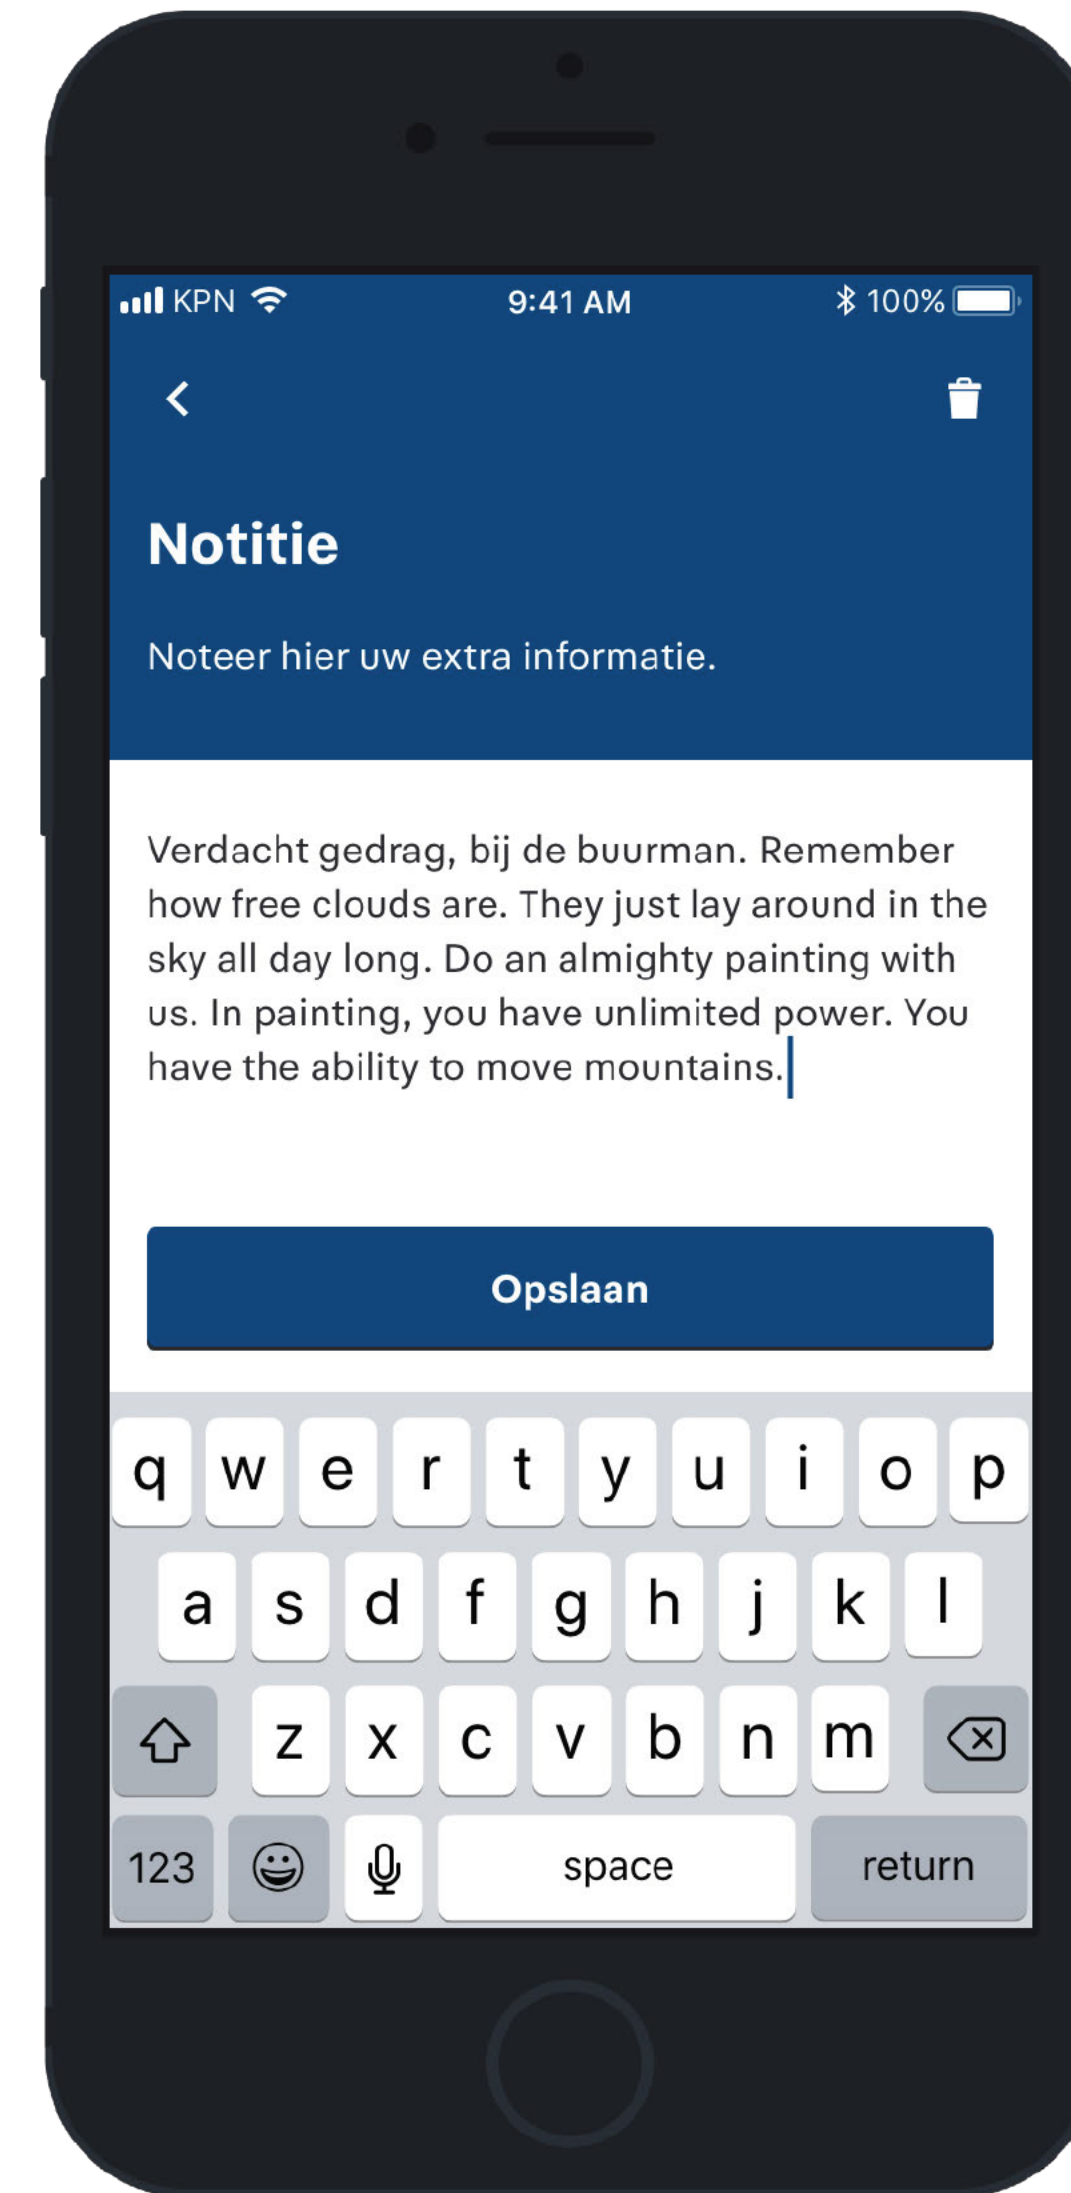 KPN 9:41 AM 100%
Notitie
Noteer hier uw extra informatie.
Verdacht gedrag, bij de buurman. Remember
how free clouds are. They just lay around in the
sky all day long. Do an almighty painting with
us. In painting, you have unlimited power. You
have the ability to move mountains.
Opslaan
q w e r t y u i o p
a s d f g h j k l
z x c v b n m
123 space return